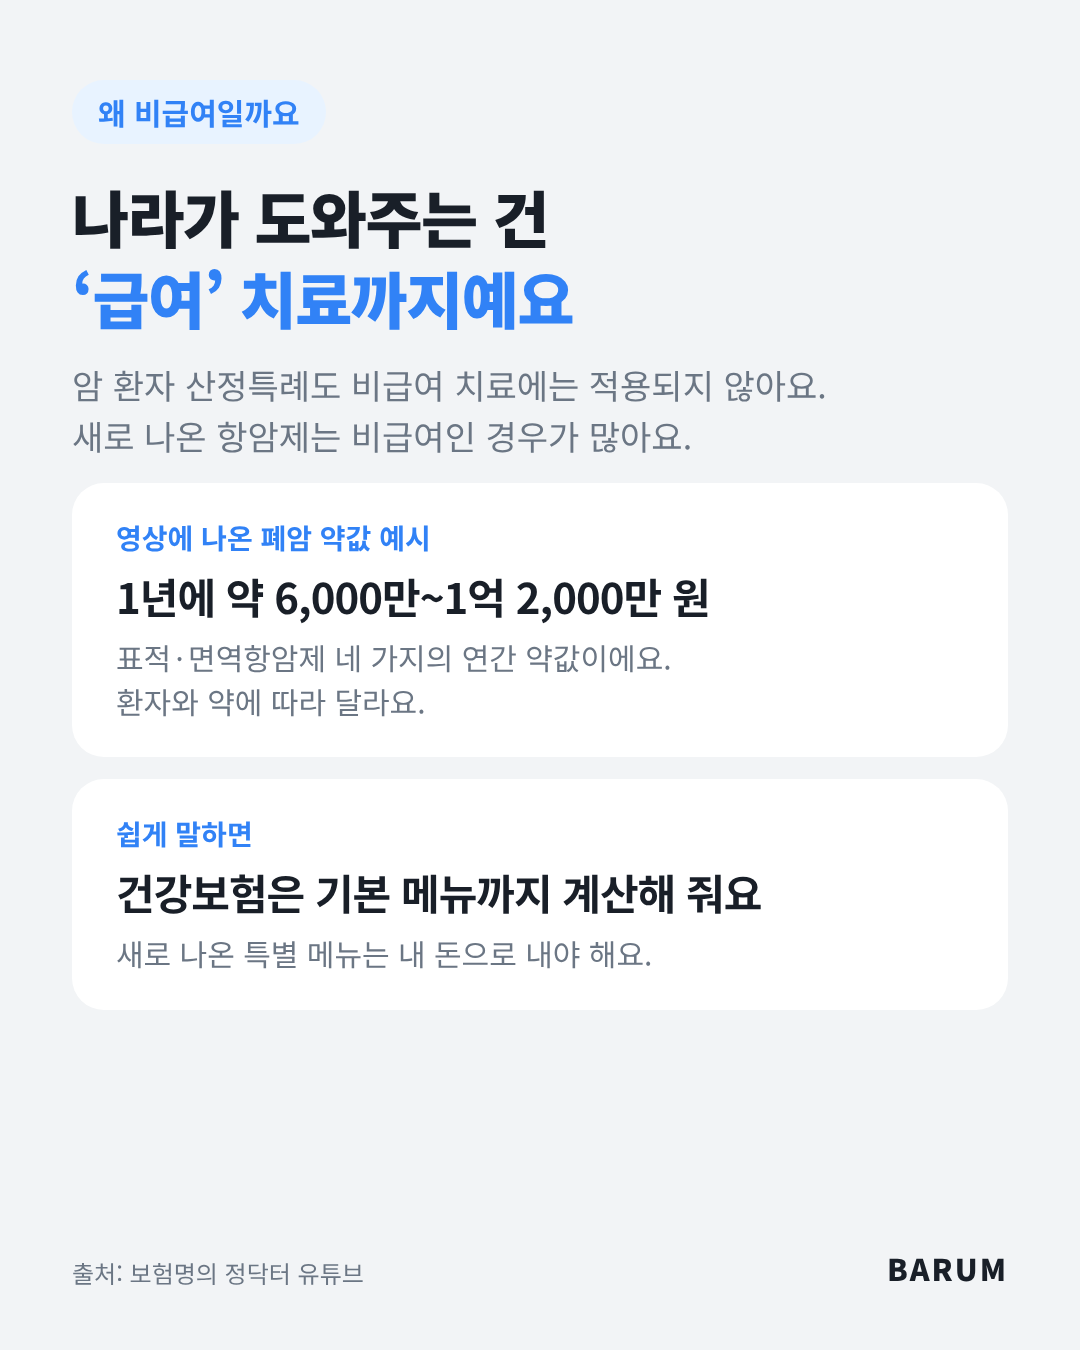 왜 비급여일까요
나라가 도와주는 건
‘급여’ 치료까지예요
암 환자 산정특례도 비급여 치료에는 적용되지 않아요.
새로 나온 항암제는 비급여인 경우가 많아요.
영상에 나온 폐암 약값 예시
1년에 약 6,000만~1억 2,000만 원
표적·면역항암제 네 가지의 연간 약값이에요.
환자와 약에 따라 달라요.
쉽게 말하면
건강보험은 기본 메뉴까지 계산해 줘요
새로 나온 특별 메뉴는 내 돈으로 내야 해요.
출처: 보험명의 정닥터 유튜브
BARUM